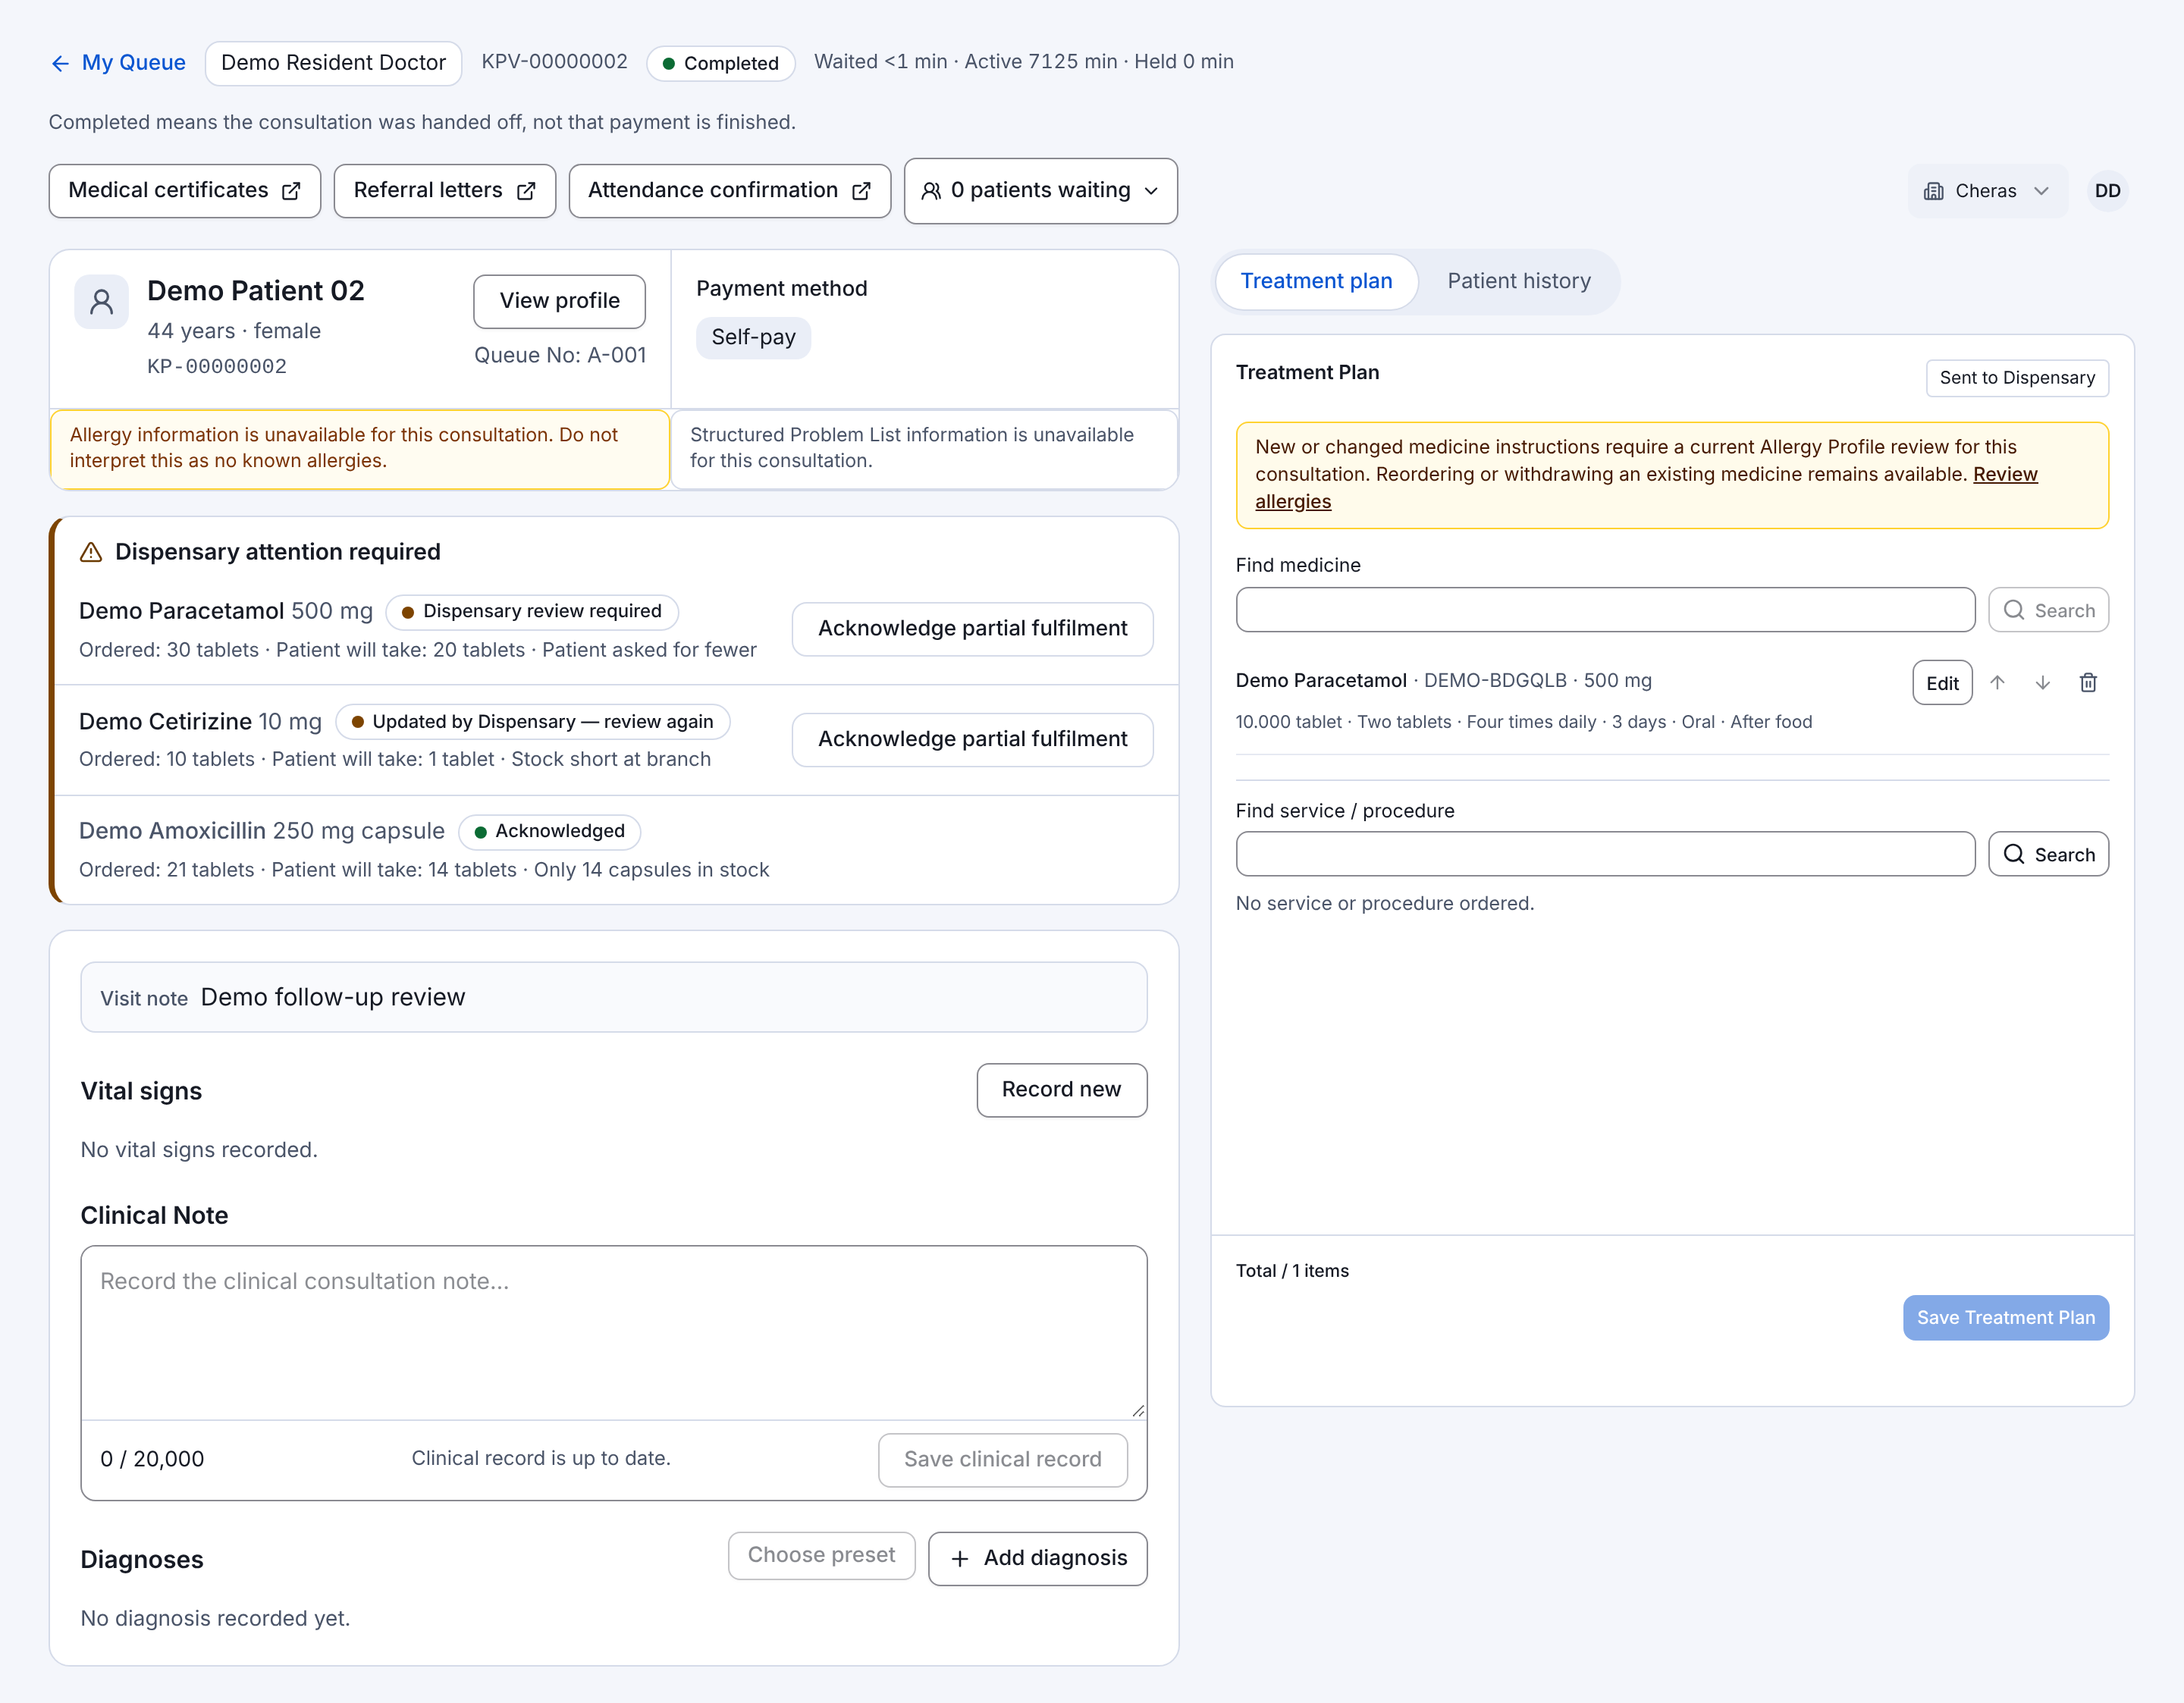 My Queue
Demo Resident Doctor
KPV-00000002
Completed
Waited <1 min · Active 7125 min · Held 0 min
Completed means the consultation was handed off, not that payment is finished.
Medical certificates
Referral letters
Attendance confirmation
0 patients waiting
Cheras
DD
Demo Patient 02
44 years · female
KP-00000002
View profile
Queue No: A-001
Payment method
Self-pay
Allergy information is unavailable for this consultation. Do not
interpret this as no known allergies.
Structured Problem List information is unavailable
for this consultation.
Dispensary attention required
Demo Paracetamol 500 mg
Dispensary review required
Ordered: 30 tablets · Patient will take: 20 tablets · Patient asked for fewer
Acknowledge partial fulfilment
Demo Cetirizine 10 mg
Updated by Dispensary — review again
Ordered: 10 tablets · Patient will take: 1 tablet · Stock short at branch
Acknowledge partial fulfilment
Demo Amoxicillin 250 mg capsule
Acknowledged
Ordered: 21 tablets · Patient will take: 14 tablets · Only 14 capsules in stock
Visit note Demo follow-up review
Vital signs
Record new
No vital signs recorded.
Clinical Note
Record the clinical consultation note...
0 / 20,000
Clinical record is up to date.
Save clinical record
Diagnoses
Choose preset
Add diagnosis
No diagnosis recorded yet.
Treatment plan
Patient history
Treatment Plan
Sent to Dispensary
New or changed medicine instructions require a current Allergy Profile review for this
consultation. Reordering or withdrawing an existing medicine remains available. Review
allergies
Find medicine
Search
Demo Paracetamol · DEMO-BDGQLB · 500 mg
Edit
10.000 tablet · Two tablets · Four times daily · 3 days · Oral · After food
Find service / procedure
Search
No service or procedure ordered.
Total / 1 items
Save Treatment Plan